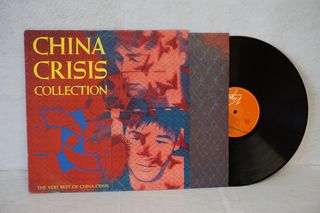 CHINA
CRISIS
COLLECTION
THE VERY BEST OF CHINA CRISIS